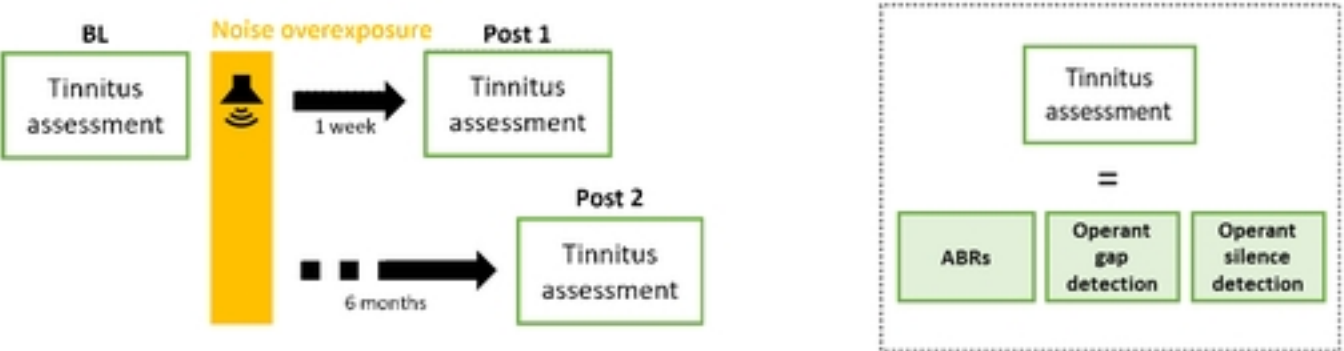 BL
Tinnitus
assessment
Noise overexposure
1 week
Post 1
Tinnitus
assessment
6 months
Post 2
Tinnitus
assessment
Tinnitus
assessment
=
ABRs
Operant
gap
detection
Operant
silence
detection